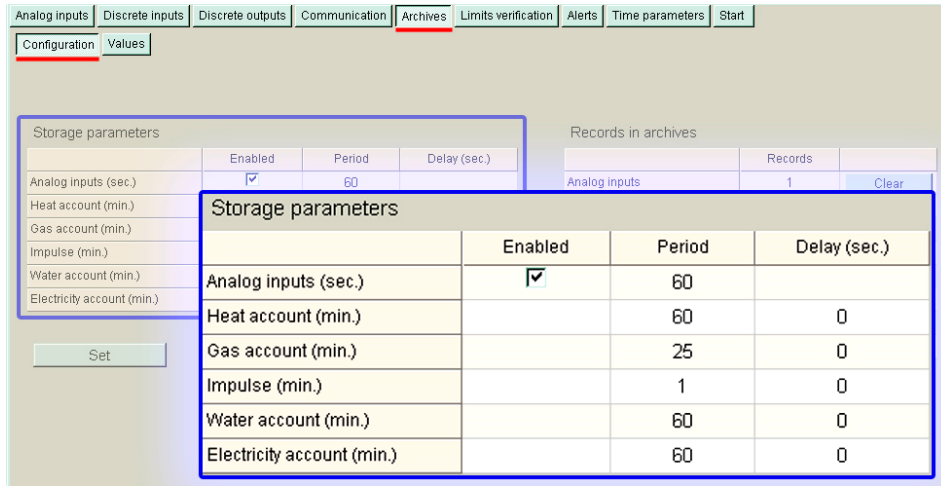 Analog inputs Discrete inputs Discrete outputs Communication Archives Limits verification Alerts Time parameters Start
Configuration Values
Storage parameters
Enabled Period Delay (sec.)
Analog inputs (sec.) 60
Heat account (min.)
Gas account (min.)
Impulse (min.)
Water account (min.)
Electricity account (min.)
Set
Records in archives
Records
Analog inputs 1 Clear
Storage parameters
Enabled Period Delay (sec.)
Analog inputs (sec.) 60
Heat account (min.) 60 0
Gas account (min.) 25 0
Impulse (min.) 1 0
Water account (min.) 60 0
Electricity account (min.) 60 0